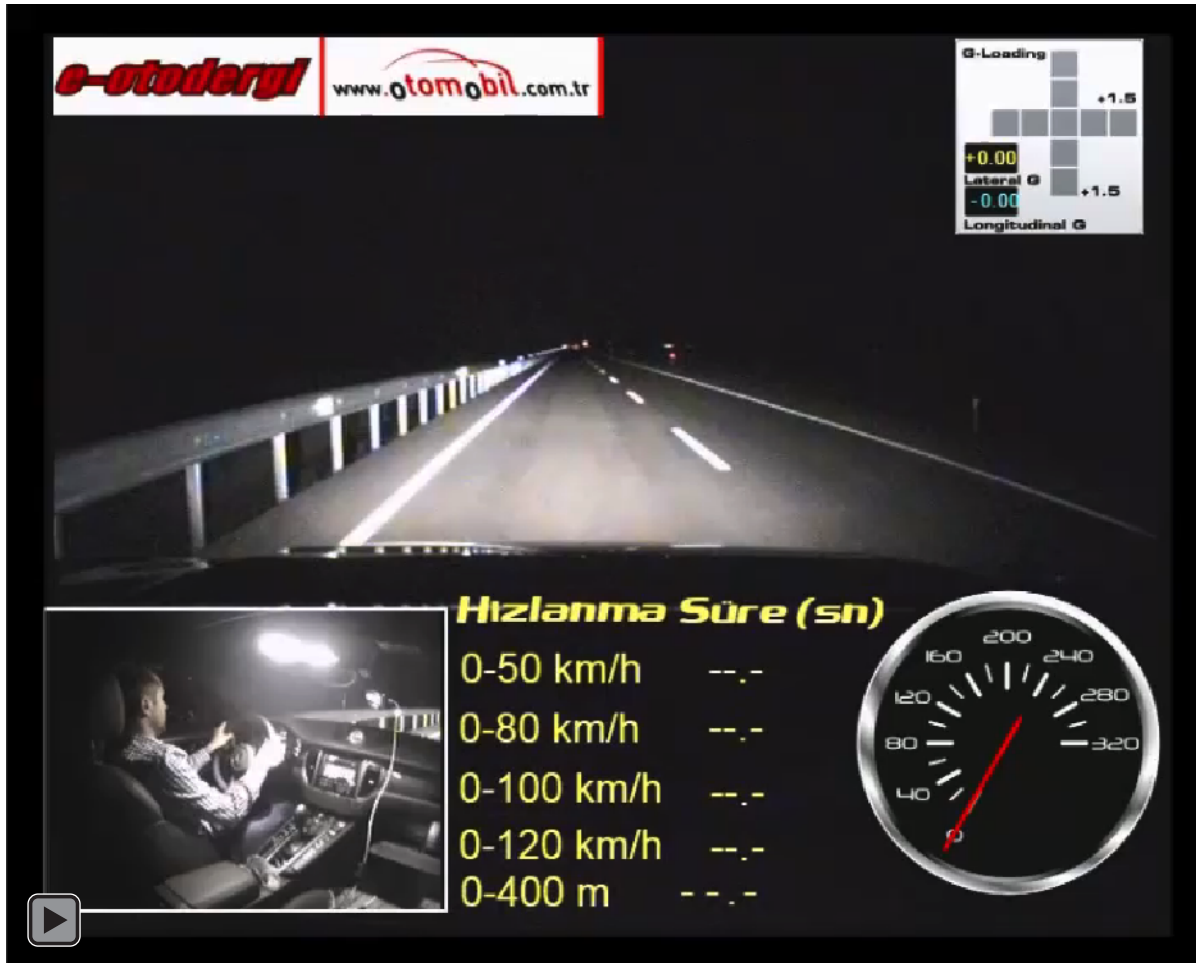 e-otodergi
www.otomobil.com.tr
G-Loading
+1.5
+0.00
Lateral G
+1.5
-0.00
Longitudinal G
Hızlanma Süre (sn)
0-50 km/h --.-
0-80 km/h --.-
0-100 km/h --.-
0-120 km/h --.-
0-400 m --.-
200
160
240
120
280
80
320
40
0